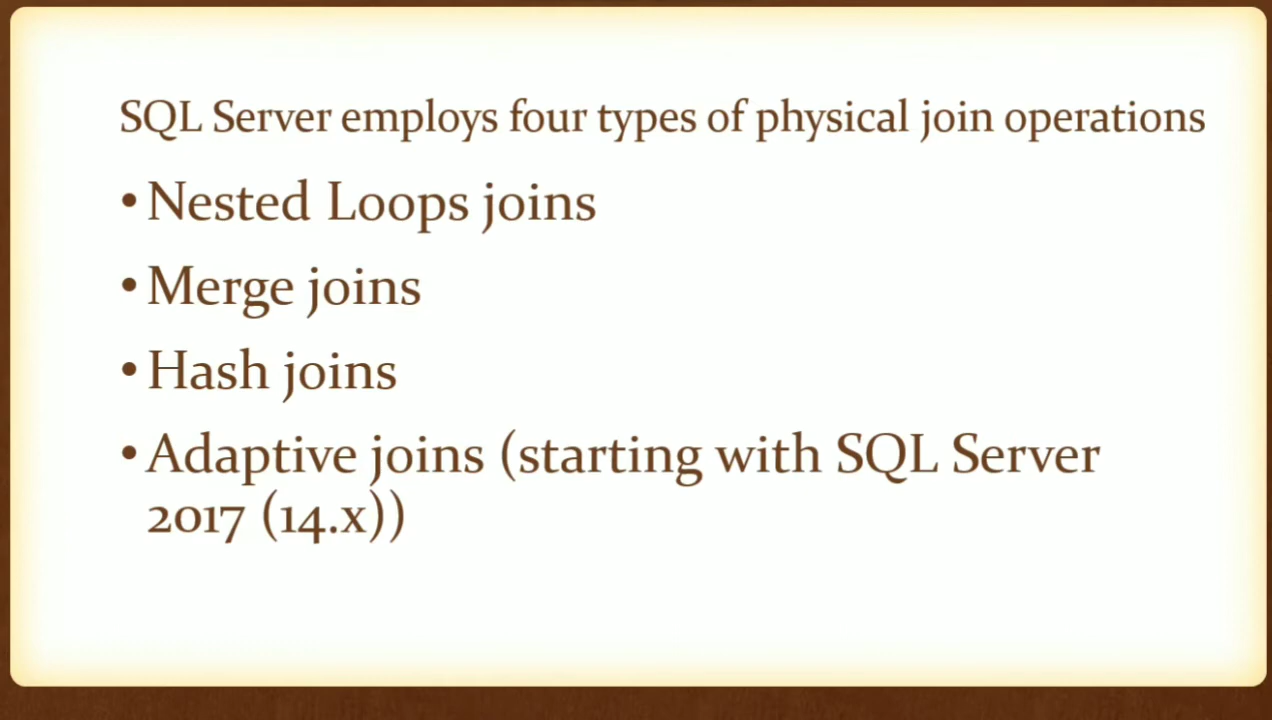 SQL Server employs four types of physical join operations
• Nested Loops joins
• Merge joins
• Hash joins
• Adaptive joins (starting with SQL Server
2017 (14.x))